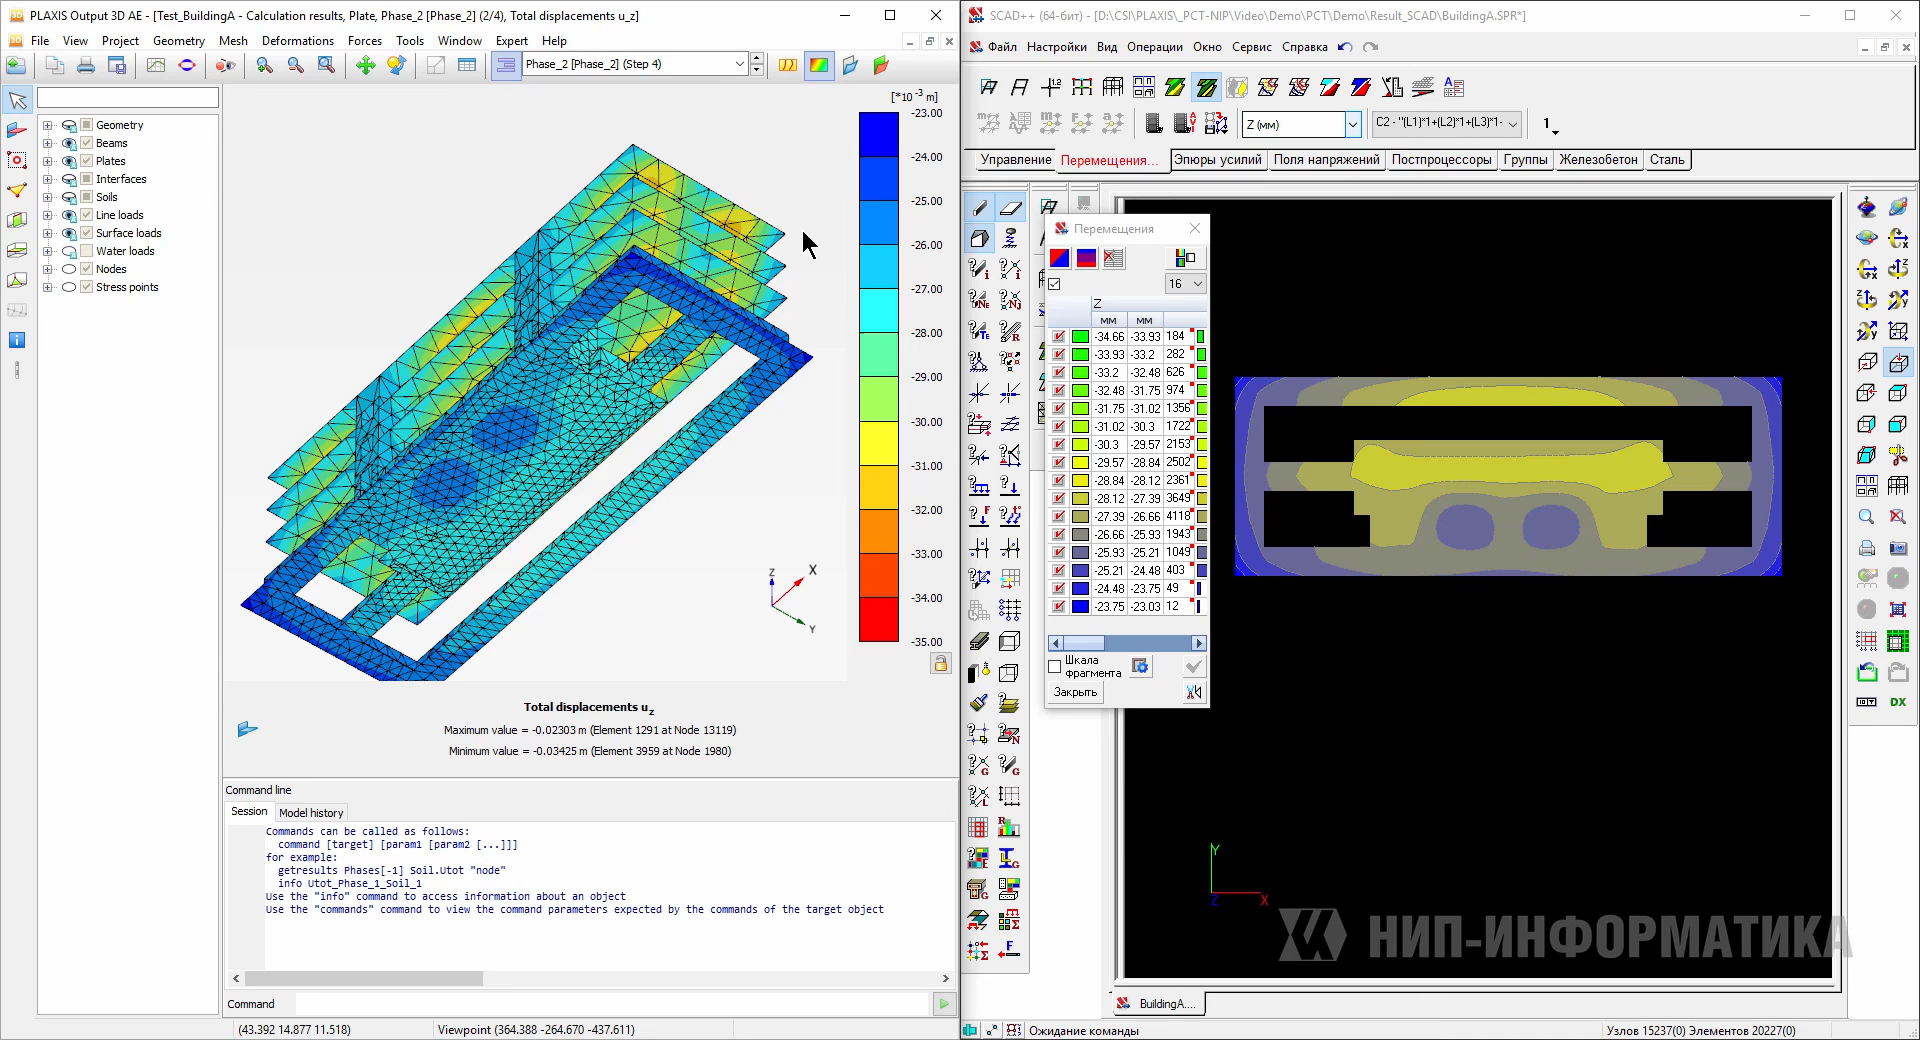 PLAXIS Output 3D AE - [Test_BuildingA - Calculation results, Plate, Phase_2 [Phase_2] (2/4), Total displacements u_z]
File View Project Geometry Mesh Deformations Forces Tools Window Expert Help
Phase_2 [Phase_2] (Step 4)
Geometry
Beams
Plates
Interfaces
Soils
Line loads
Surface loads
Water loads
Nodes
Stress points
[*10⁻³ m]
-23.00
-24.00
-25.00
-26.00
-27.00
-28.00
-29.00
-30.00
-31.00
-32.00
-33.00
-34.00
-35.00
Z
X
Y
Total displacements u_z
Maximum value = -0.02303 m (Element 1291 at Node 13119)
Minimum value = -0.03425 m (Element 3959 at Node 1980)
Command line
Session Model history
Commands can be called as follows:
command [target] [param1 [param2 [...]]]
for example:
getresults Phases[-1] Soil.Utot "node"
info Utot_Phase_1_Soil_1
Use the "info" command to access information about an object
Use the "commands" command to view the command parameters expected by the commands of the target object
Command
(43.392 14.877 11.518) Viewpoint (364.388 -264.670 -437.611)
SCAD++ (64-бит) - [D:\CSI\PLAXIS\_PCT-NIP\Video\Demo\PCT\Demo\Result_SCAD\BuildingA.SPR*]
Файл Настройки Вид Операции Окно Сервис Справка
Z (мм) C2 - "(L1)*1+(L2)*1+(L3)*1- 1
Управление Перемещения... Эпюры усилий Поля напряжений Постпроцессоры Группы Железобетон Сталь
Перемещения
16
Z
мм мм
-34.66 -33.93 184
-33.93 -33.2 282
-33.2 -32.48 626
-32.48 -31.75 974
-31.75 -31.02 1356
-31.02 -30.3 1722
-30.3 -29.57 2153
-29.57 -28.84 2502
-28.84 -28.12 2361
-28.12 -27.39 3649
-27.39 -26.66 4118
-26.66 -25.93 1943
-25.93 -25.21 1049
-25.21 -24.48 403
-24.48 -23.75 49
-23.75 -23.03 12
Шкала фрагмента
Закрыть
DX
Y
Z
X
НИП-ИНФОРМАТИКА
BuildingA....
Ожидание команды Узлов 15237(0) Элементов 20227(0)